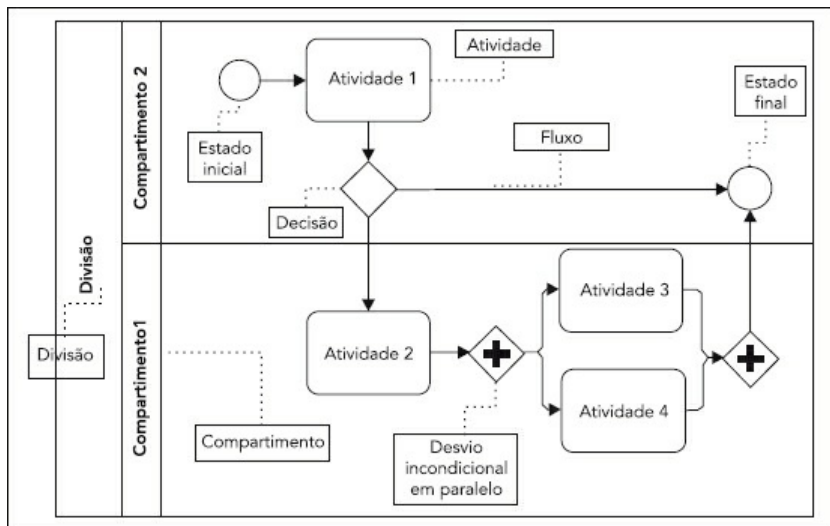 Divisão
Divisão
Compartimento 2
Estado
inicial
Atividade 1
Atividade
Decisão
Fluxo
Estado
final
Compartimento1
Compartimento
Atividade 2
Desvio
incondicional
em paralelo
Atividade 3
Atividade 4